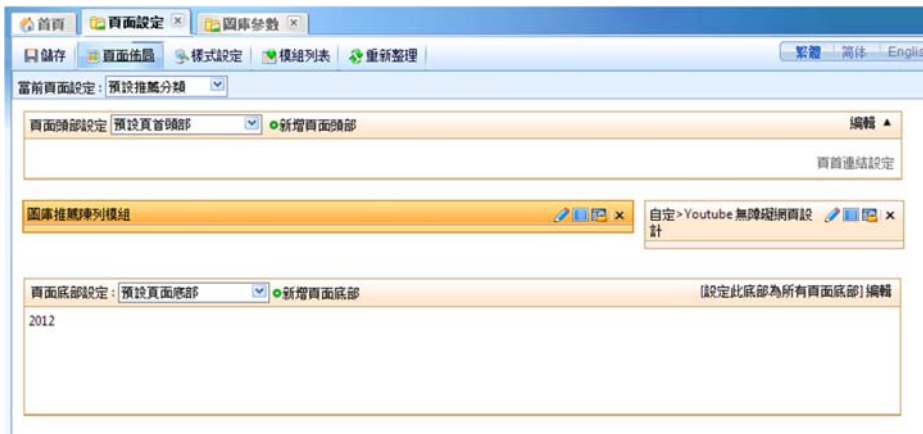 首頁 頁面設定 圖庫參數
儲存 頁面佈局 樣式設定 模組列表 重新整理 繁體 简体 Englis
當前頁面設定：預設推薦分類
頁面頭部設定 預設頁首頭部 新增頁面頭部 編輯 ▲
頁首連結設定
圖庫推薦陳列模組
自定>Youtube 無障礙網頁設
計
頁面底部設定：預設頁面底部 新增頁面底部 [設定此底部為所有頁面底部] 編輯
2012